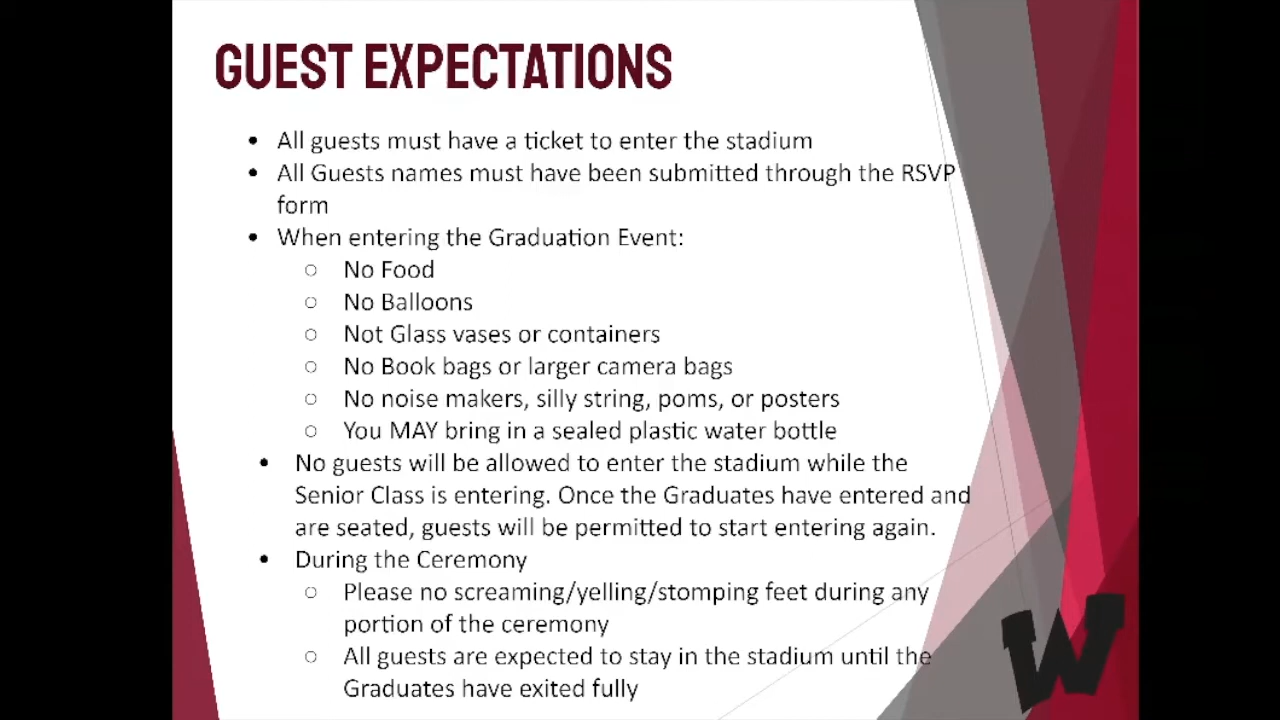 GUEST EXPECTATIONS
• All guests must have a ticket to enter the stadium
• All Guests names must have been submitted through the RSVP
form
• When entering the Graduation Event:
○ No Food
○ No Balloons
○ Not Glass vases or containers
○ No Book bags or larger camera bags
○ No noise makers, silly string, poms, or posters
○ You MAY bring in a sealed plastic water bottle
• No guests will be allowed to enter the stadium while the
Senior Class is entering. Once the Graduates have entered and
are seated, guests will be permitted to start entering again.
• During the Ceremony
○ Please no screaming/yelling/stomping feet during any
portion of the ceremony
○ All guests are expected to stay in the stadium until the
Graduates have exited fully
W